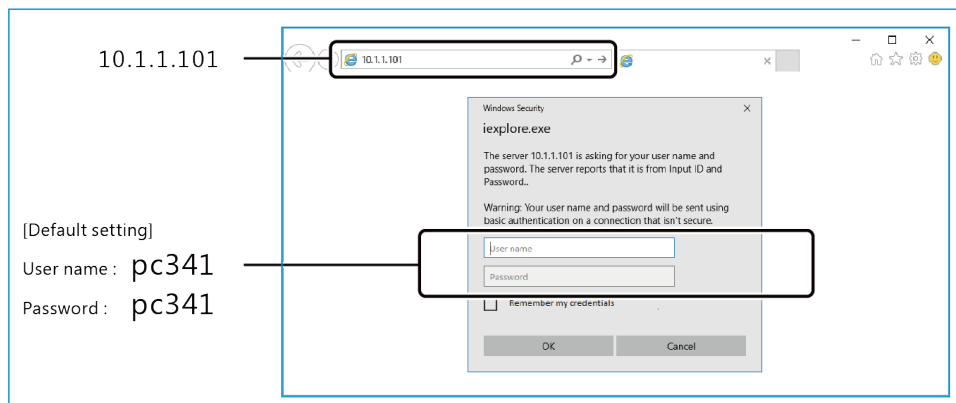 10.1.1.101
10.1.1.101
Windows Security
iexplore.exe
The server 10.1.1.101 is asking for your user name and
password. The server reports that it is from Input ID and
Password..
Warning: Your user name and password will be sent using
basic authentication on a connection that isn't secure.
[Default setting]
User name : pc341
Password : pc341
User name
Password
Remember my credentials
OK
Cancel